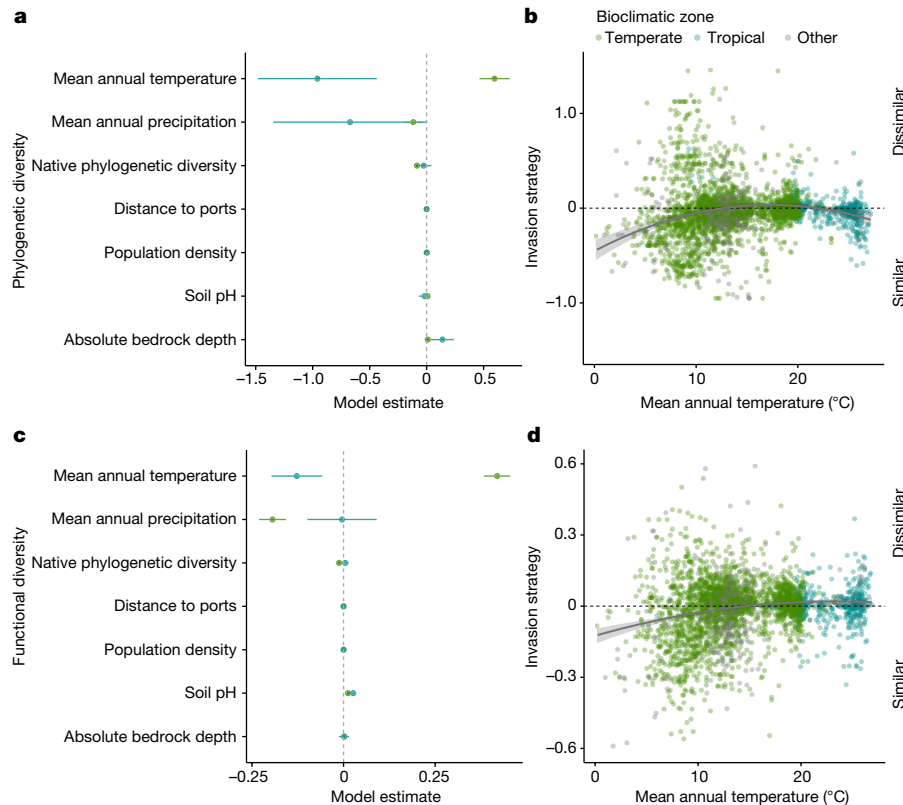 a
Phylogenetic diversity
Mean annual temperature
Mean annual precipitation
Native phylogenetic diversity
Distance to ports
Population density
Soil pH
Absolute bedrock depth
−1.5 −1.0 −0.5 0 0.5
Model estimate
b
Bioclimatic zone
Temperate Tropical Other
Invasion strategy
1.0
0
−1.0
Dissimilar
Similar
0 10 20
Mean annual temperature (°C)
c
Functional diversity
Mean annual temperature
Mean annual precipitation
Native phylogenetic diversity
Distance to ports
Population density
Soil pH
Absolute bedrock depth
−0.25 0 0.25
Model estimate
d
Invasion strategy
0.6
0.3
0
−0.3
−0.6
Dissimilar
Similar
0 10 20
Mean annual temperature (°C)